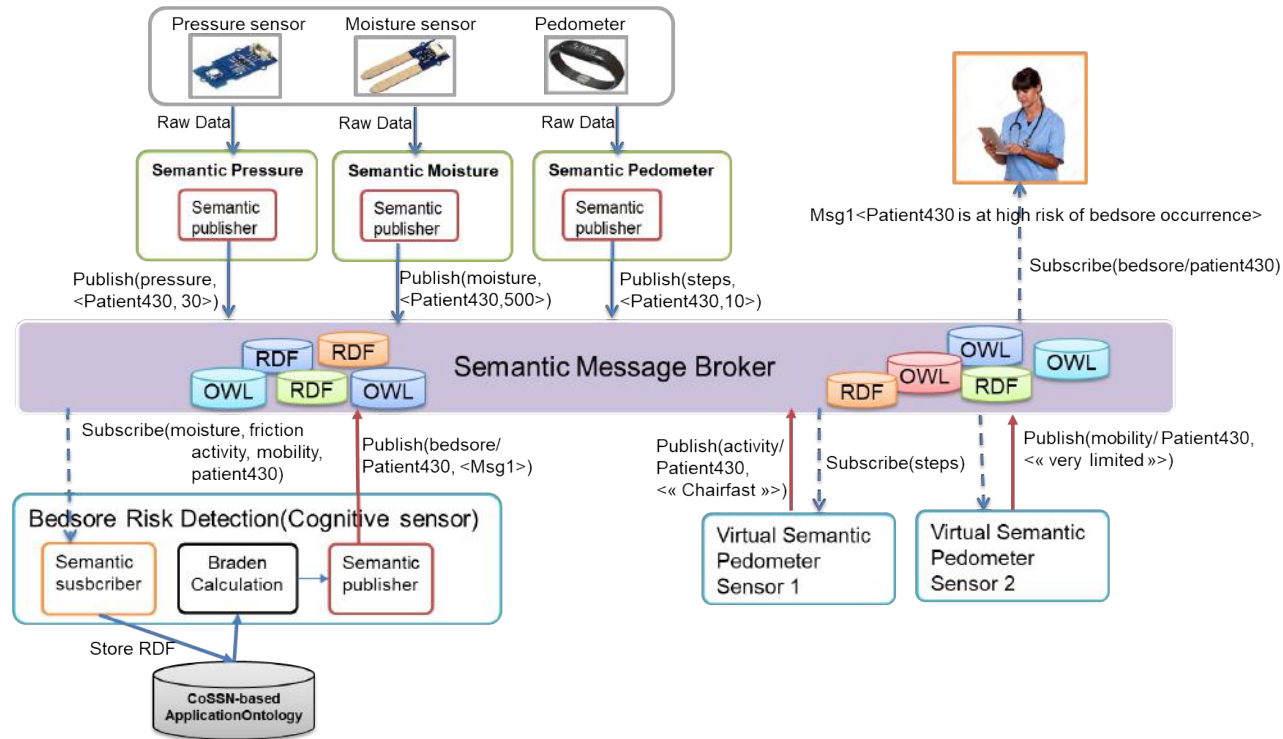 Pressure sensor
Moisture sensor
Pedometer
Raw Data
Raw Data
Raw Data
Semantic Pressure
Semantic
publisher
Semantic Moisture
Semantic
publisher
Semantic Pedometer
Semantic
publisher
Msg1<Patient430 is at high risk of bedsore occurrence>
Subscribe(bedsore/patient430)
Publish(pressure,
<Patient430, 30>)
Publish(moisture,
<Patient430,500>)
Publish(steps,
<Patient430,10>)
Semantic Message Broker
RDF
RDF
OWL
RDF
OWL
OWL
OWL
OWL
RDF
RDF
Subscribe(moisture, friction
activity, mobility,
patient430)
Publish(bedsore/
Patient430, <Msg1>)
Publish(activity/
Patient430,
<« Chairfast »>)
Subscribe(steps)
Publish(mobility/ Patient430,
<« very limited »>)
Bedsore Risk Detection(Cognitive sensor)
Semantic
susbcriber
Braden
Calculation
Semantic
publisher
Virtual Semantic
Pedometer
Sensor 1
Virtual Semantic
Pedometer
Sensor 2
Store RDF
CoSSN-based
ApplicationOntology